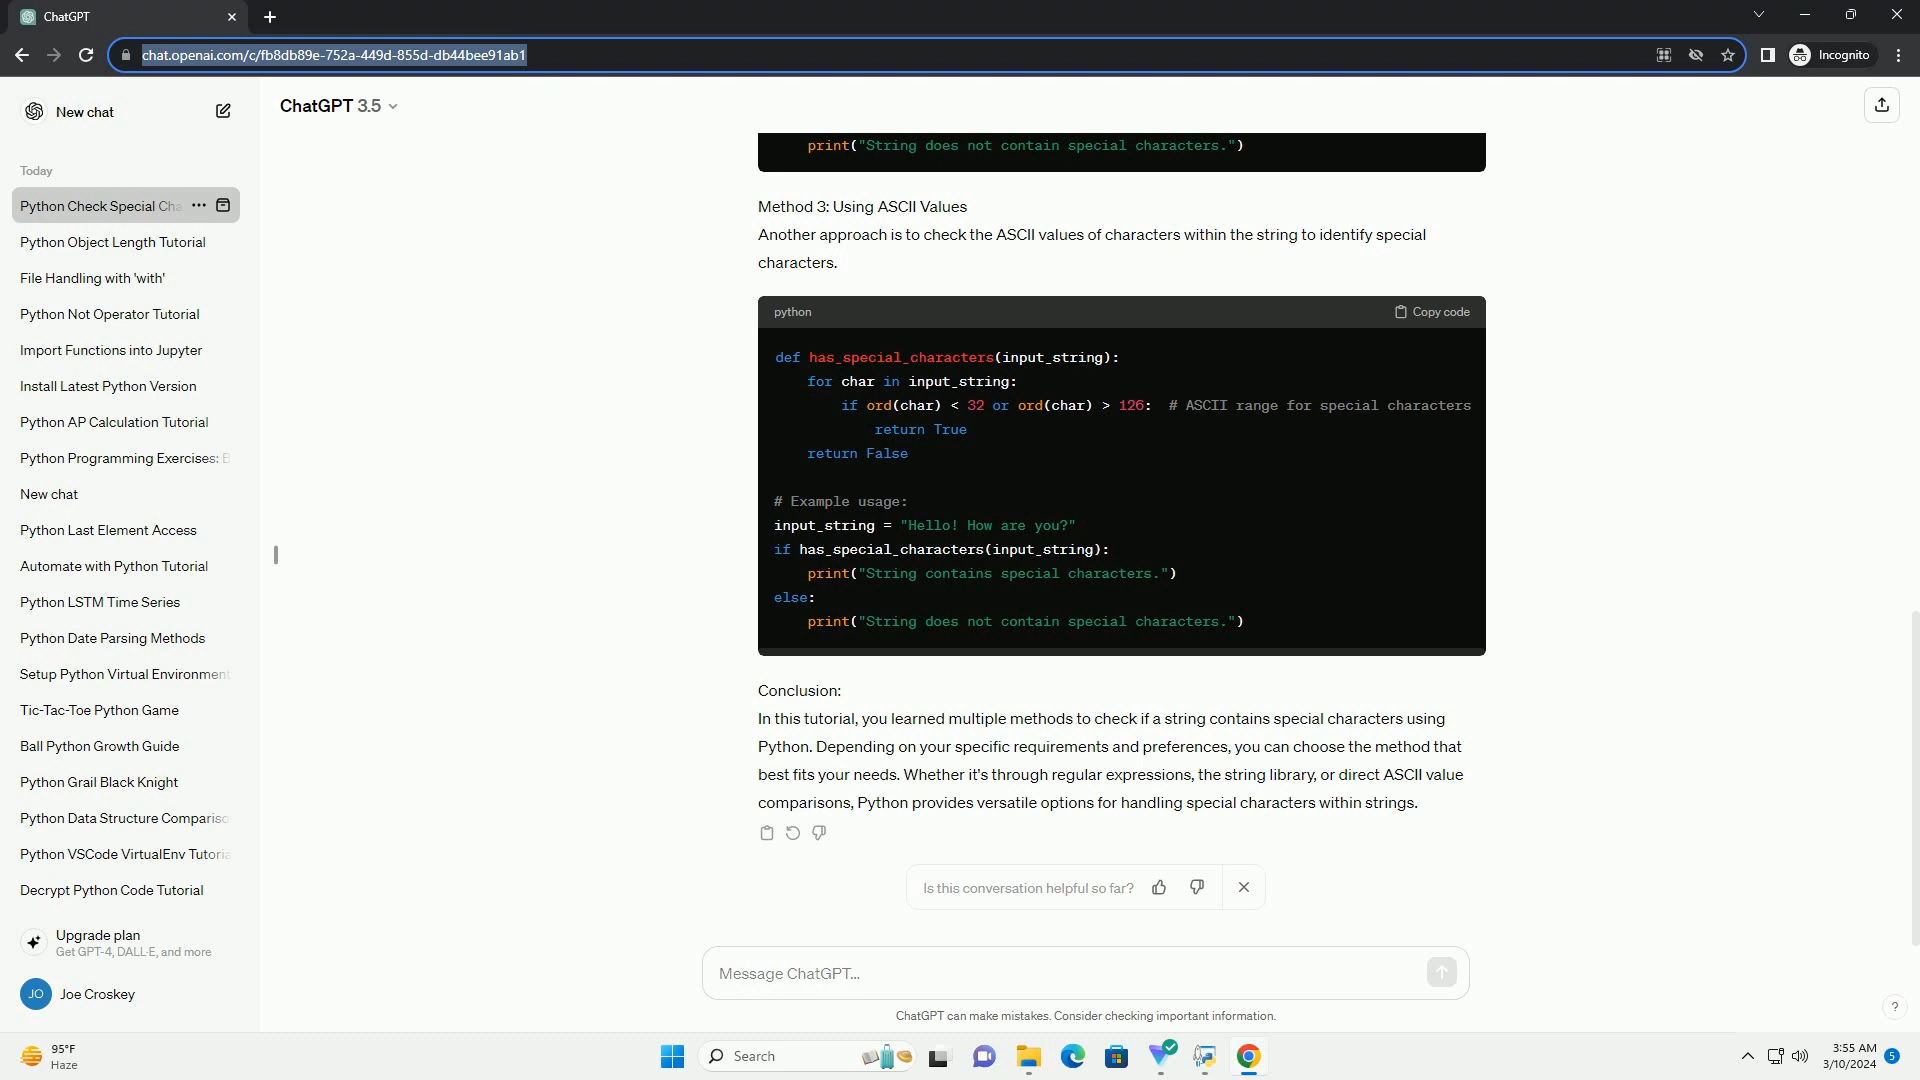 ChatGPT
chat.openai.com/c/fb8db89e-752a-449d-855d-db44bee91ab1
Incognito
New chat
ChatGPT 3.5
Today
Python Check Special Cha
Python Object Length Tutorial
File Handling with 'with'
Python Not Operator Tutorial
Import Functions into Jupyter
Install Latest Python Version
Python AP Calculation Tutorial
Python Programming Exercises: B
New chat
Python Last Element Access
Automate with Python Tutorial
Python LSTM Time Series
Python Date Parsing Methods
Setup Python Virtual Environment
Tic-Tac-Toe Python Game
Ball Python Growth Guide
Python Grail Black Knight
Python Data Structure Compariso
Python VSCode VirtualEnv Tutoria
Decrypt Python Code Tutorial
Upgrade plan
Get GPT-4, DALL·E, and more
JO Joe Croskey
print("String does not contain special characters.")
Method 3: Using ASCII Values
Another approach is to check the ASCII values of characters within the string to identify special
characters.
python
Copy code
def has_special_characters(input_string):
for char in input_string:
if ord(char) < 32 or ord(char) > 126: # ASCII range for special characters
return True
return False
# Example usage:
input_string = "Hello! How are you?"
if has_special_characters(input_string):
print("String contains special characters.")
else:
print("String does not contain special characters.")
Conclusion:
In this tutorial, you learned multiple methods to check if a string contains special characters using
Python. Depending on your specific requirements and preferences, you can choose the method that
best fits your needs. Whether it's through regular expressions, the string library, or direct ASCII value
comparisons, Python provides versatile options for handling special characters within strings.
Is this conversation helpful so far?
Message ChatGPT...
ChatGPT can make mistakes. Consider checking important information.
?
95°F
Haze
Search
3:55 AM
3/10/2024
5